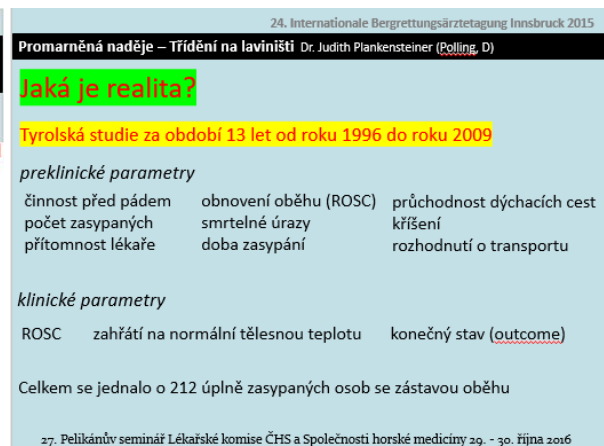 24. Internationale Bergrettungsärztetagung Innsbruck 2015
Promarněná naděje – Třídění na laviništi Dr. Judith Plankensteiner (Polling, D)
Jaká je realita?
Tyrolská studie za období 13 let od roku 1996 do roku 2009
preklinické parametry
činnost před pádem obnovení oběhu (ROSC) průchodnost dýchacích cest
počet zasypaných smrtelné úrazy kříšení
přítomnost lékaře doba zasypání rozhodnutí o transportu
klinické parametry
ROSC zahřátí na normální tělesnou teplotu konečný stav (outcome)
Celkem se jednalo o 212 úplně zasypaných osob se zástavou oběhu
27. Pelikánův seminář Lékařské komise ČHS a Společnosti horské medicíny 29. - 30. října 2016